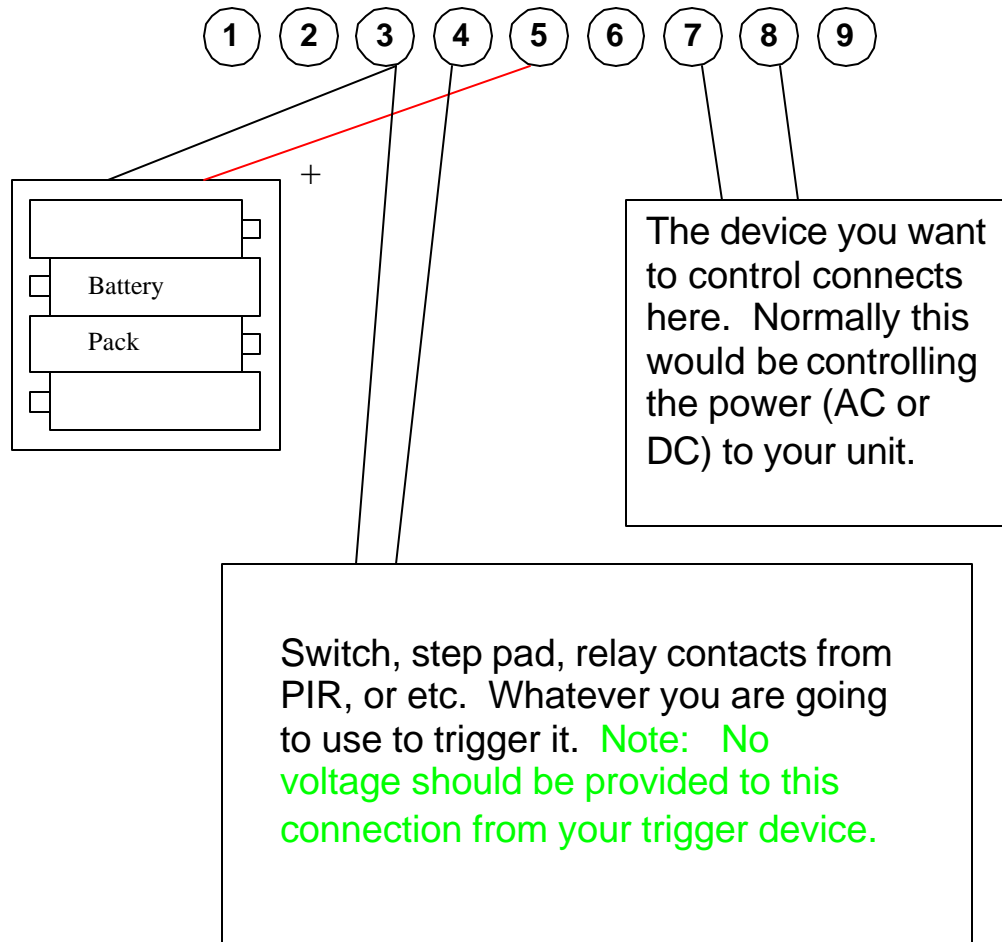 1 2 3 4 5 6 7 8 9
+
Battery
Pack
The device you want
to control connects
here. Normally this
would be controlling
the power (AC or
DC) to your unit.
Switch, step pad, relay contacts from
PIR, or etc. Whatever you are going
to use to trigger it. Note: No
voltage should be provided to this
connection from your trigger device.